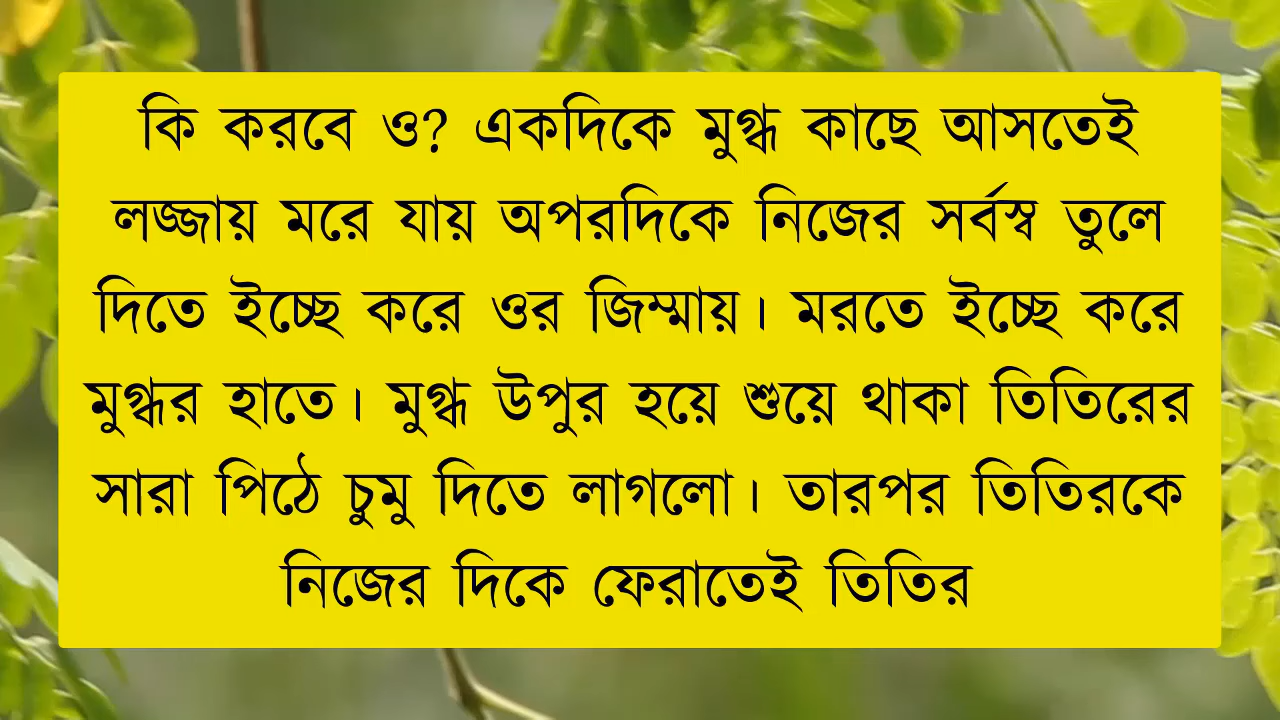 কি করবে ও? একদিকে মুগ্ধ কাছে আসতেই
লজ্জায় মরে যায় অপরদিকে নিজের সর্বস্ব তুলে
দিতে ইচ্ছে করে ওর জিম্মায়। মরতে ইচ্ছে করে
মুগ্ধর হাতে। মুগ্ধ উপুর হয়ে শুয়ে থাকা তিতিরের
সারা পিঠে চুমু দিতে লাগলো। তারপর তিতিরকে
নিজের দিকে ফেরাতেই তিতির